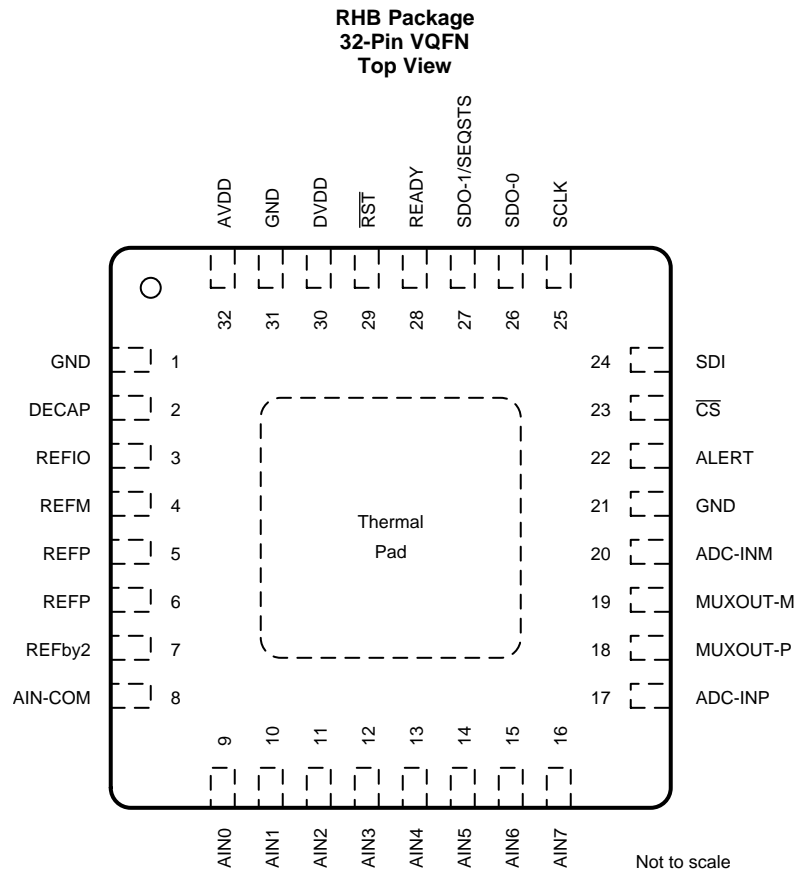 RHB Package
32-Pin VQFN
Top View
AVDD
GND
DVDD
R̅S̅T̅
READY
SDO-1/SEQSTS
SDO-0
SCLK
32
31
30
29
28
27
26
25
GND 1
DECAP 2
REFIO 3
REFM 4
REFP 5
REFP 6
REFby2 7
AIN-COM 8
24 SDI
23 C̅S̅
22 ALERT
21 GND
20 ADC-INM
19 MUXOUT-M
18 MUXOUT-P
17 ADC-INP
Thermal
Pad
9
10
11
12
13
14
15
16
AIN0
AIN1
AIN2
AIN3
AIN4
AIN5
AIN6
AIN7
Not to scale